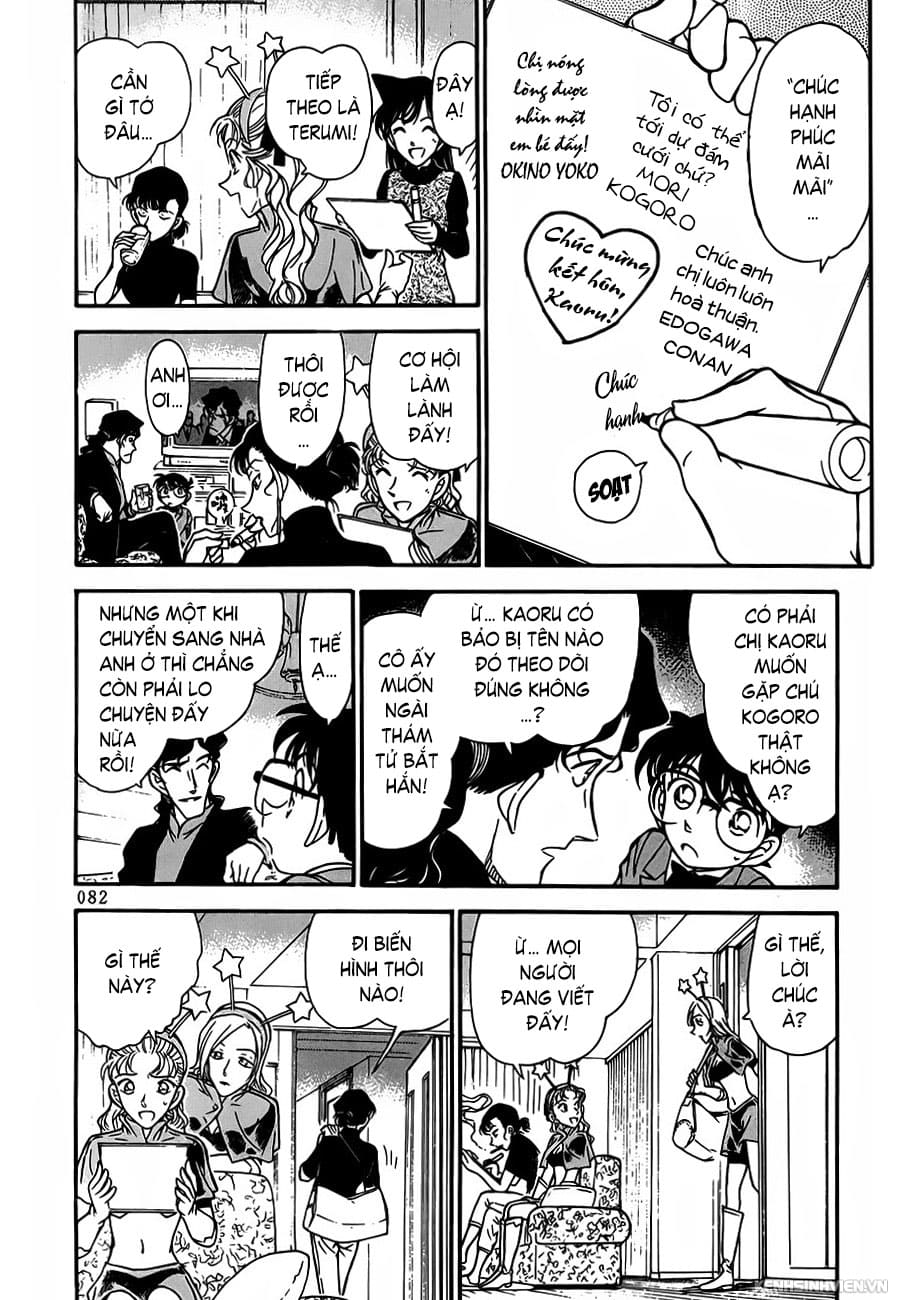 ĐÂY
Ạ!
TIẾP
THEO LÀ
TERUMI!
CẦN
GÌ TỚ
ĐÂU...
"CHÚC
HẠNH
PHÚC
MÃI
MÃI"
...
Chị nóng
lòng được
nhìn mặt
em bé đấy!
OKINO YOKO
Tôi có thể
tới dự đám
cưới chứ?
MORI
KOGORO
Chúc mừng
kết hôn,
Kaoru!
Chúc anh
chị luôn luôn
hoà thuận.
EDOGAWA
CONAN
Chúc
hạnh
SOẠT
CƠ HỘI
LÀM
LÀNH
ĐẤY!
THÔI
ĐƯỢC
RỒI
...
ANH
ƠI...
CÓ PHẢI
CHỊ KAORU
MUỐN
GẶP CHÚ
KOGORO
THẬT
KHÔNG
Ạ?
Ừ... KAORU CÓ
BẢO BỊ TÊN NÀO
ĐÓ THEO DÕI
ĐÚNG KHÔNG
...?
CÔ ẤY
MUỐN
NGÀI
THÁM
TỬ BẮT
HẮN!
THẾ
Ạ...
NHƯNG MỘT KHI
CHUYỂN SANG NHÀ
ANH Ở THÌ CHẲNG
CÒN PHẢI LO
CHUYỆN ĐẤY
NỮA
RỒI!
082
GÌ THẾ,
LỜI
CHÚC
À?
Ừ... MỌI
NGƯỜI
ĐANG VIẾT
ĐẤY!
ĐI BIẾN
HÌNH THÔI
NÀO!
GÌ THẾ
NÀY?
KENHSINHVIEN.VN